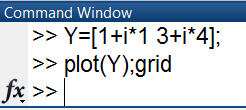 Command Window
>> Y=[1+i*1 3+i*4];
>> plot(Y);grid
fx >>